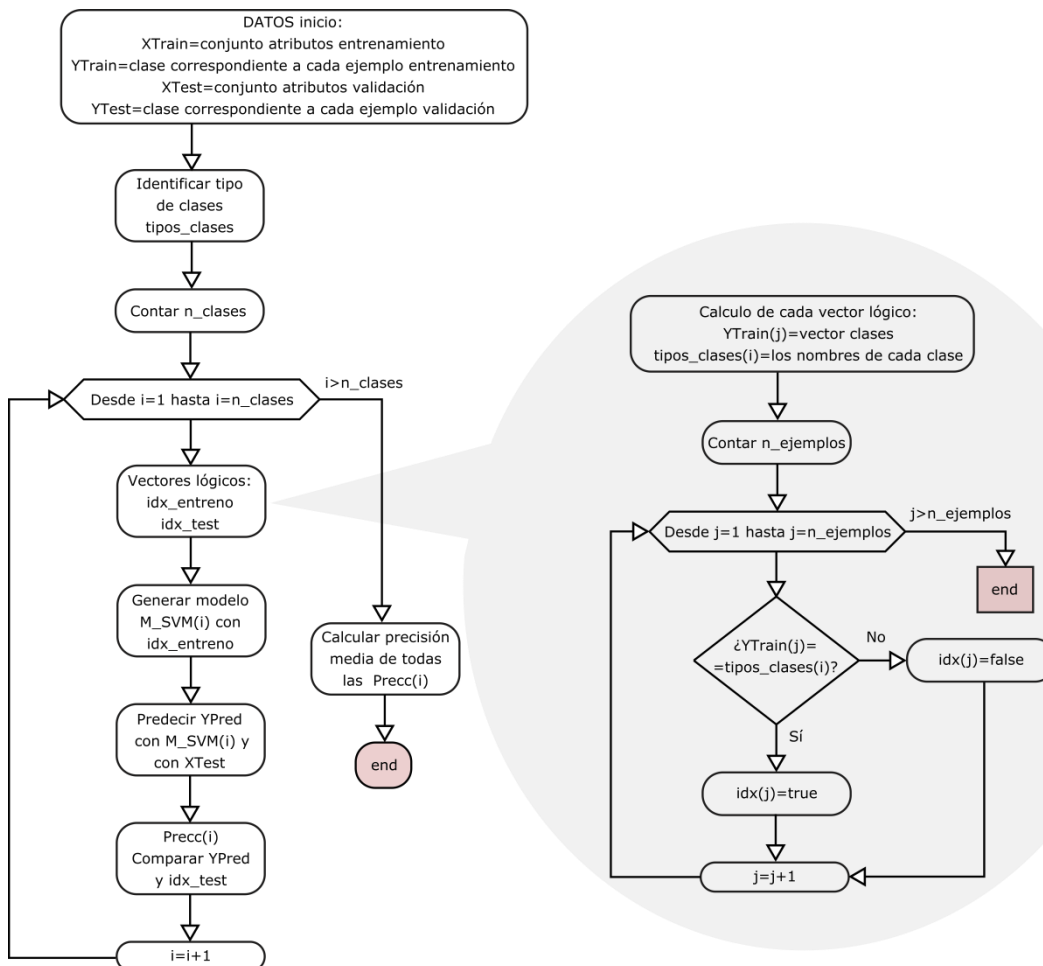 DATOS inicio:
XTrain=conjunto atributos entrenamiento
YTrain=clase correspondiente a cada ejemplo entrenamiento
XTest=conjunto atributos validación
YTest=clase correspondiente a cada ejemplo validación
Identificar tipo
de clases
tipos_clases
Contar n_clases
Desde i=1 hasta i=n_clases
i>n_clases
Vectores lógicos:
idx_entreno
idx_test
Generar modelo
M_SVM(i) con
idx_entreno
Predecir YPred
con M_SVM(i) y
con XTest
Precc(i)
Comparar YPred
y idx_test
i=i+1
Calcular precisión
media de todas
las Precc(i)
end
Calculo de cada vector lógico:
YTrain(j)=vector clases
tipos_clases(i)=los nombres de cada clase
Contar n_ejemplos
Desde j=1 hasta j=n_ejemplos
j>n_ejemplos
end
¿YTrain(j)=
=tipos_clases(i)?
No
idx(j)=false
Sí
idx(j)=true
j=j+1